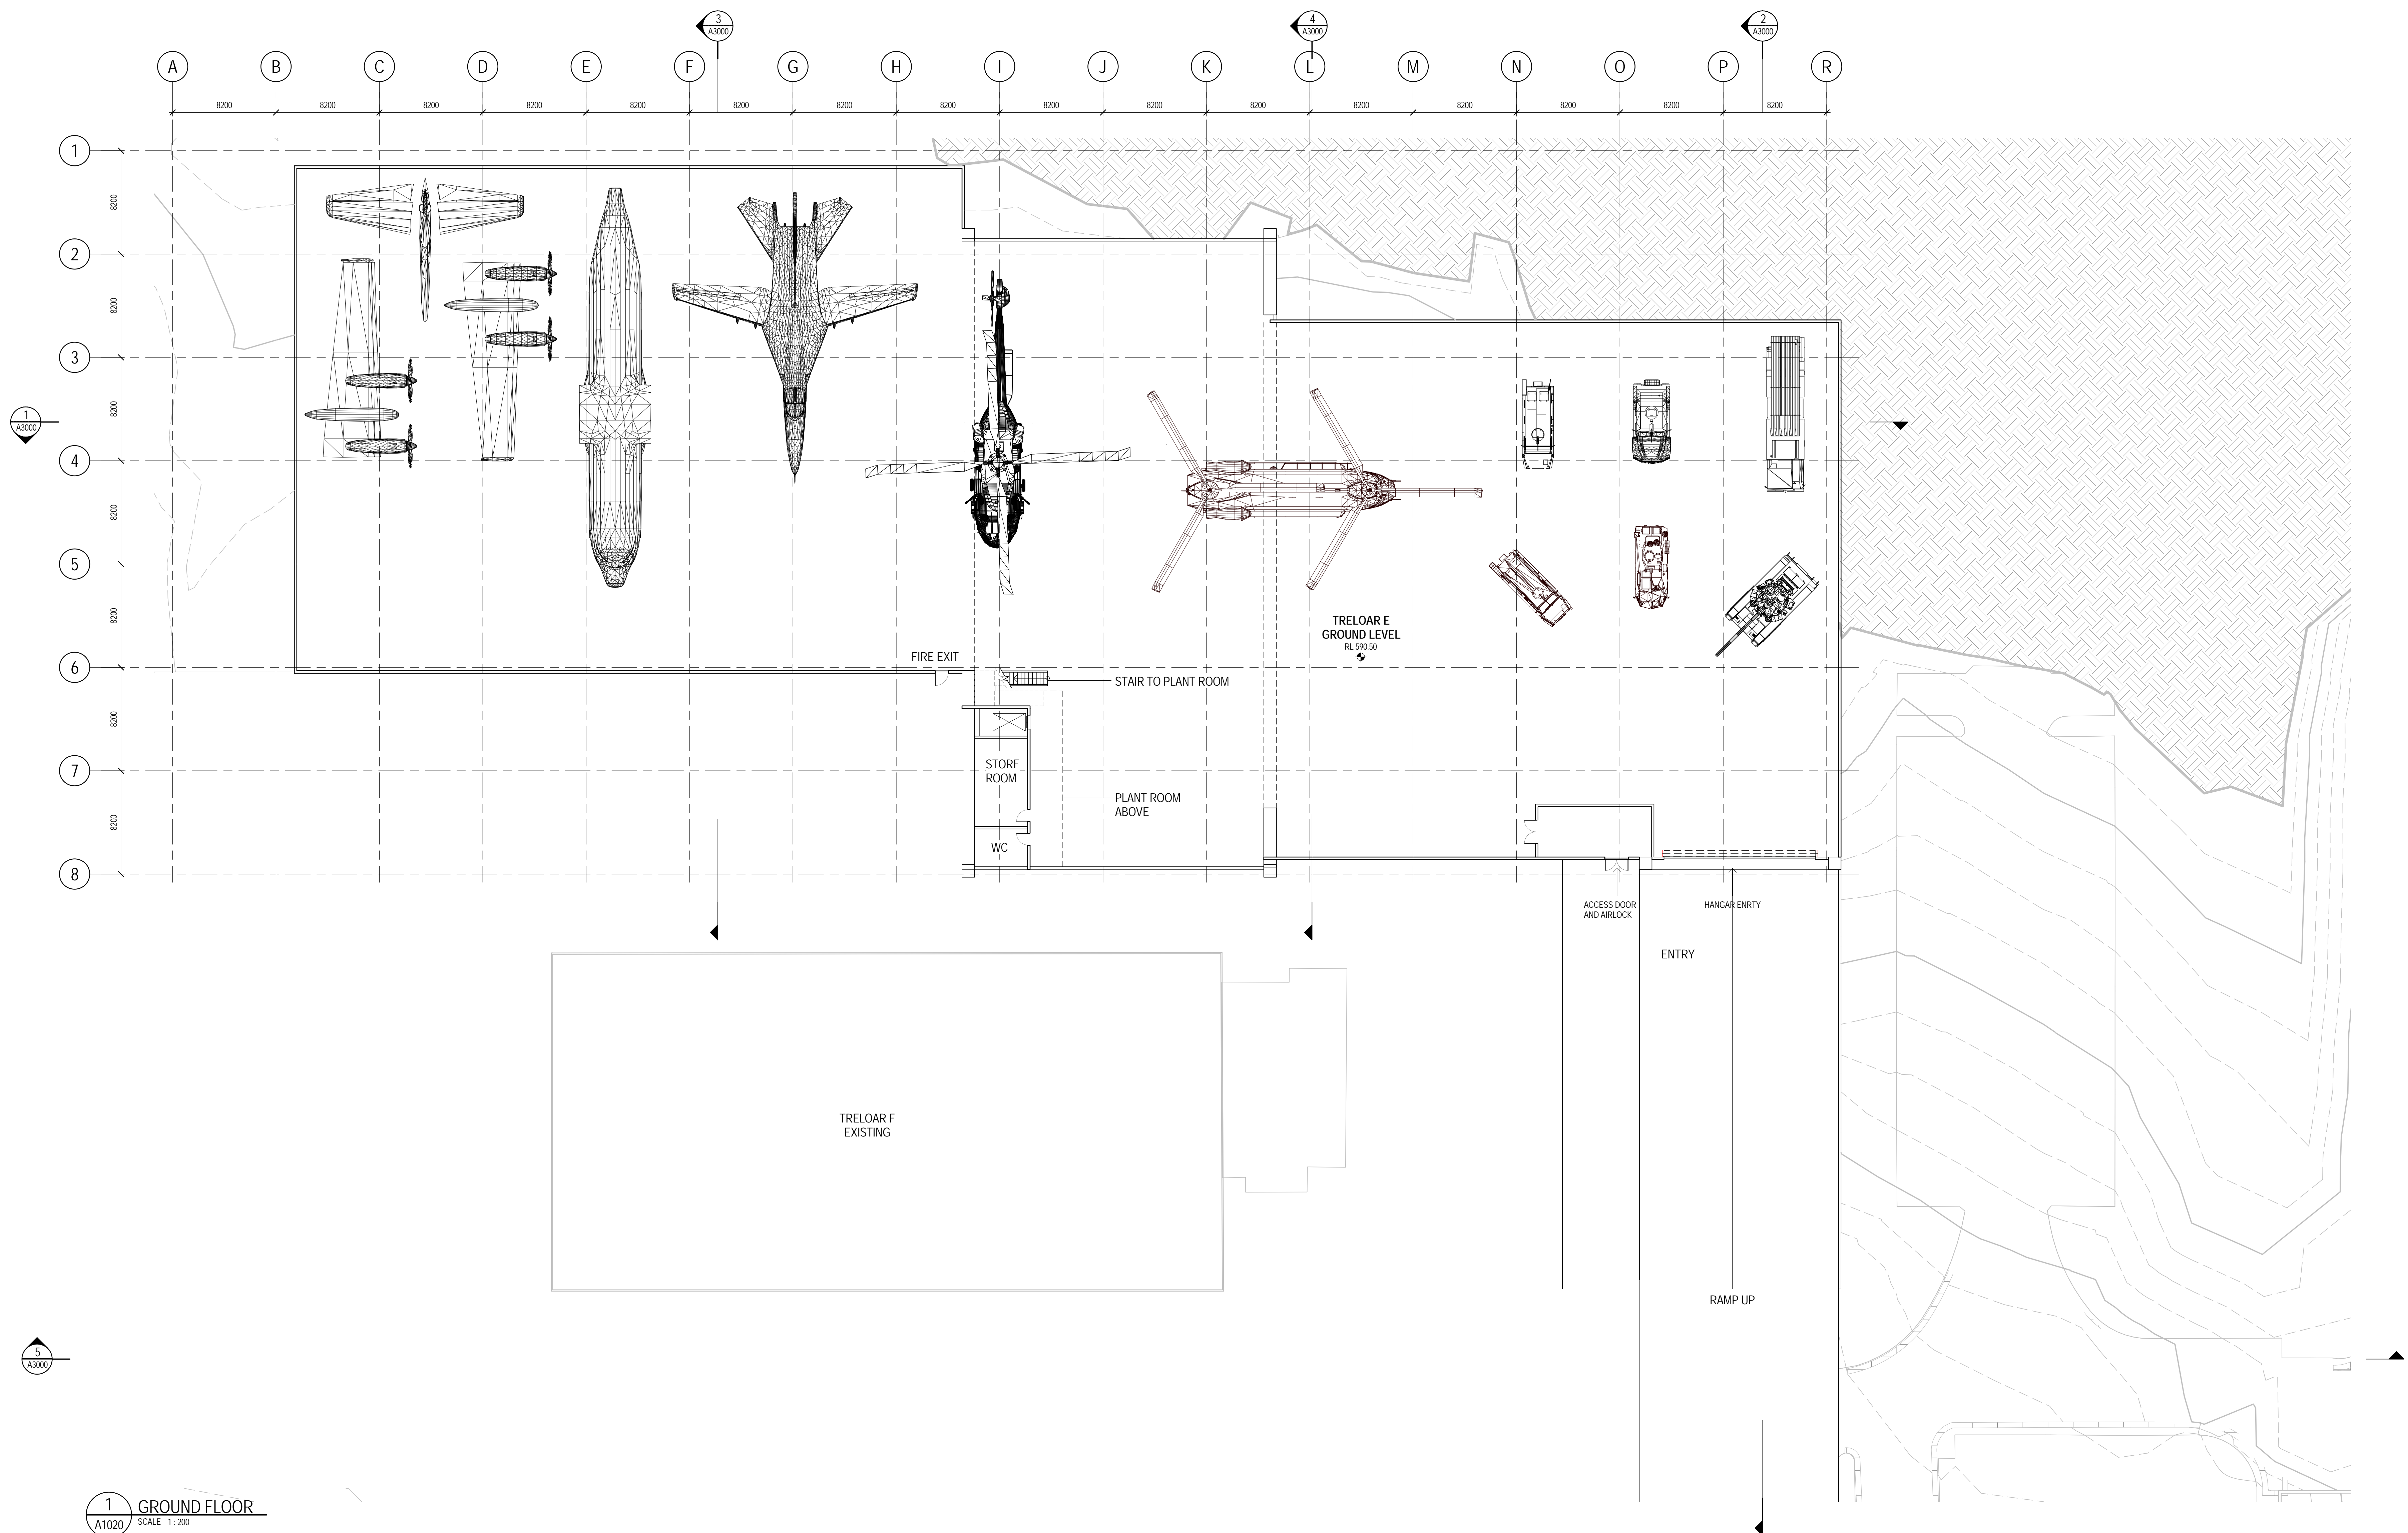 3
A3000
4
A3000
2
A3000
A B C D E F G H I J K L M N O P R
8200 8200 8200 8200 8200 8200 8200 8200 8200 8200 8200 8200 8200 8200 8200 8200
1
8200
2
8200
3
8200
1
A3000
4
8200
5
8200
TRELOAR E
GROUND LEVEL
RL 590.50
FIRE EXIT
6
STAIR TO PLANT ROOM
8200
STORE
ROOM
7
PLANT ROOM
ABOVE
8200
WC
8
ACCESS DOOR
AND AIRLOCK
HANGAR ENRTY
ENTRY
TRELOAR F
EXISTING
RAMP UP
5
A3000
1
A1020
GROUND FLOOR
SCALE 1 : 200